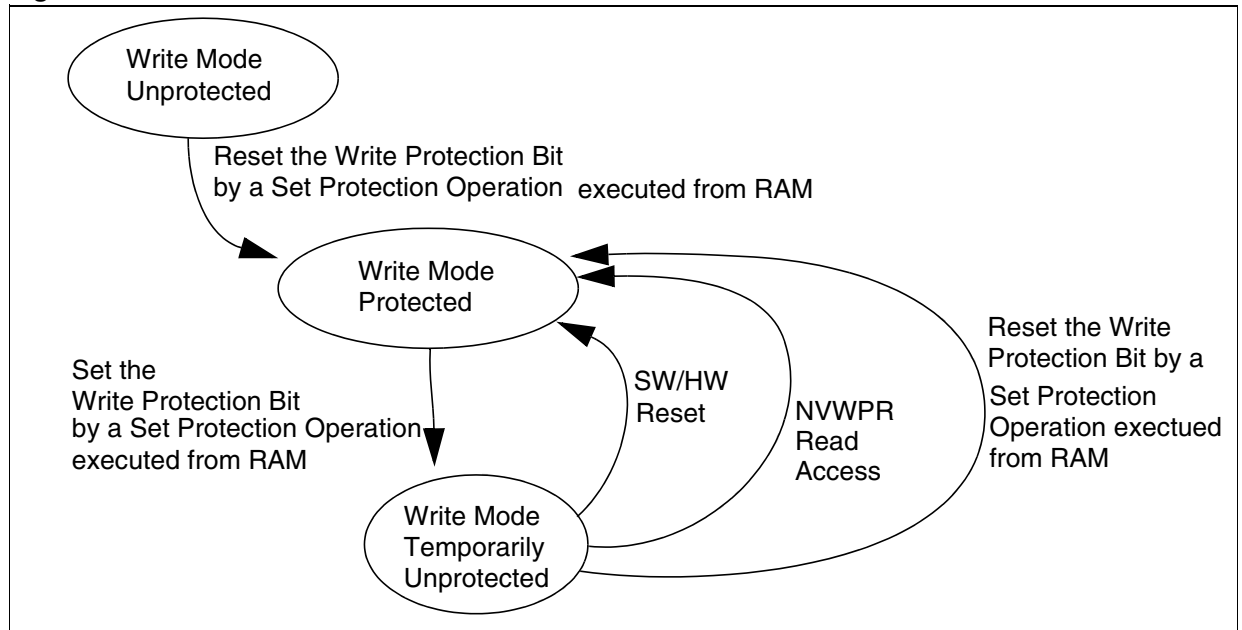 Write Mode
Unprotected
Reset the Write Protection Bit
by a Set Protection Operation executed from RAM
Write Mode
Protected
Set the
Write Protection Bit
by a Set Protection Operation
executed from RAM
SW/HW
Reset
NVWPR
Read
Access
Reset the Write
Protection Bit by a
Set Protection
Operation exectued
from RAM
Write Mode
Temporarily
Unprotected